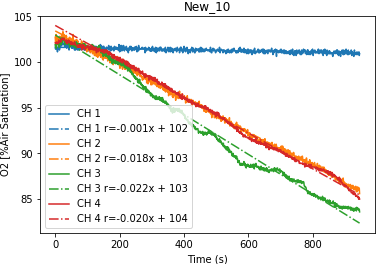 New_10
O2 [%Air Saturation]
105
100
95
90
85
CH 1
CH 1 r=-0.001x + 102
CH 2
CH 2 r=-0.018x + 103
CH 3
CH 3 r=-0.022x + 103
CH 4
CH 4 r=-0.020x + 104
0 200 400 600 800
Time (s)